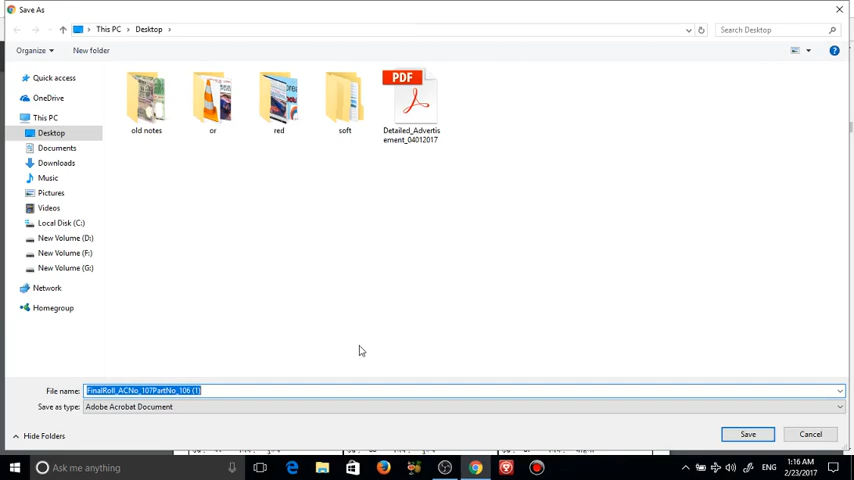 Save As
This PC
Desktop
Search Desktop
Organize
New folder
Quick access
OneDrive
This PC
Desktop
Documents
Downloads
Music
Pictures
Videos
Local Disk (C:)
New Volume (D:)
New Volume (F:)
New Volume (G:)
Network
Homegroup
PDF
old notes
or
red
soft
Detailed_Advertis
ement_04012017
File name: FinalRoll_ACNo_107PartNo_106 (1)
Save as type: Adobe Acrobat Document
Hide Folders
Save
Cancel
Ask me anything
ENG
1:16 AM
2/23/2017